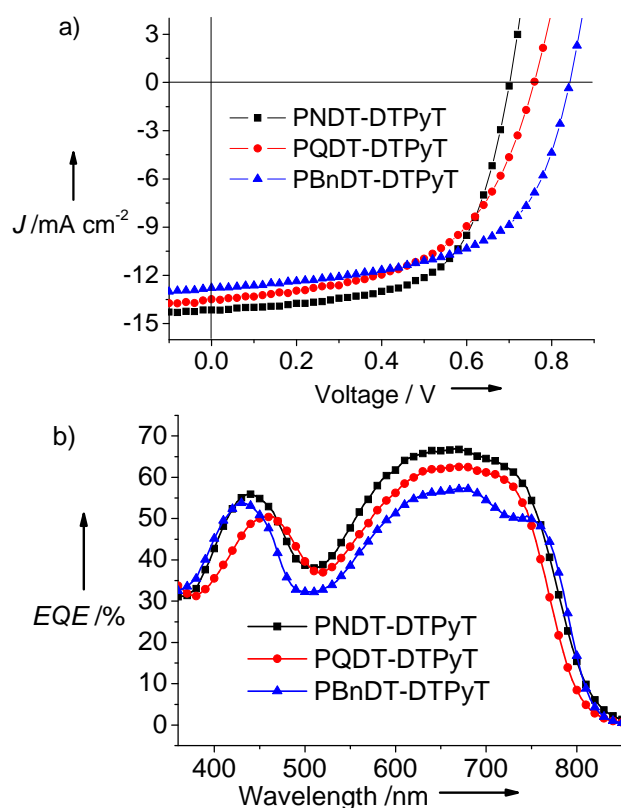 a)
3
0
-3
-6
-9
-12
-15
J /mA cm-2
PNDT-DTPyT
PQDT-DTPyT
PBnDT-DTPyT
0.0 0.2 0.4 0.6 0.8
Voltage / V
b)
70
60
50
40
30
20
10
0
EQE /%
PNDT-DTPyT
PQDT-DTPyT
PBnDT-DTPyT
400 500 600 700 800
Wavelength /nm